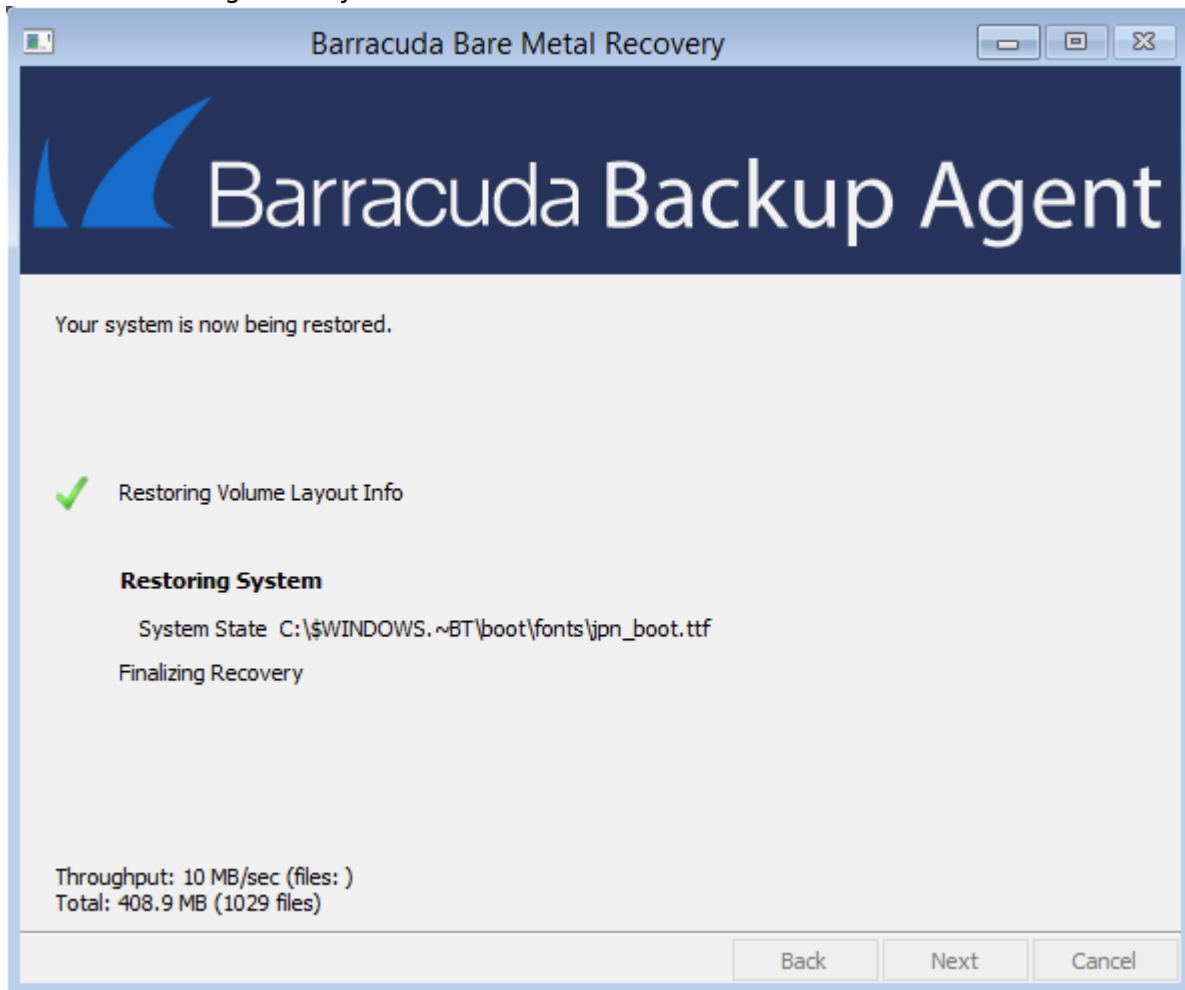 Barracuda Bare Metal Recovery
Barracuda Backup Agent
Your system is now being restored.
Restoring Volume Layout Info
Restoring System
System State C:\$WINDOWS.~BT\boot\fonts\jpn_boot.ttf
Finalizing Recovery
Throughput: 10 MB/sec (files: )
Total: 408.9 MB (1029 files)
Back Next Cancel